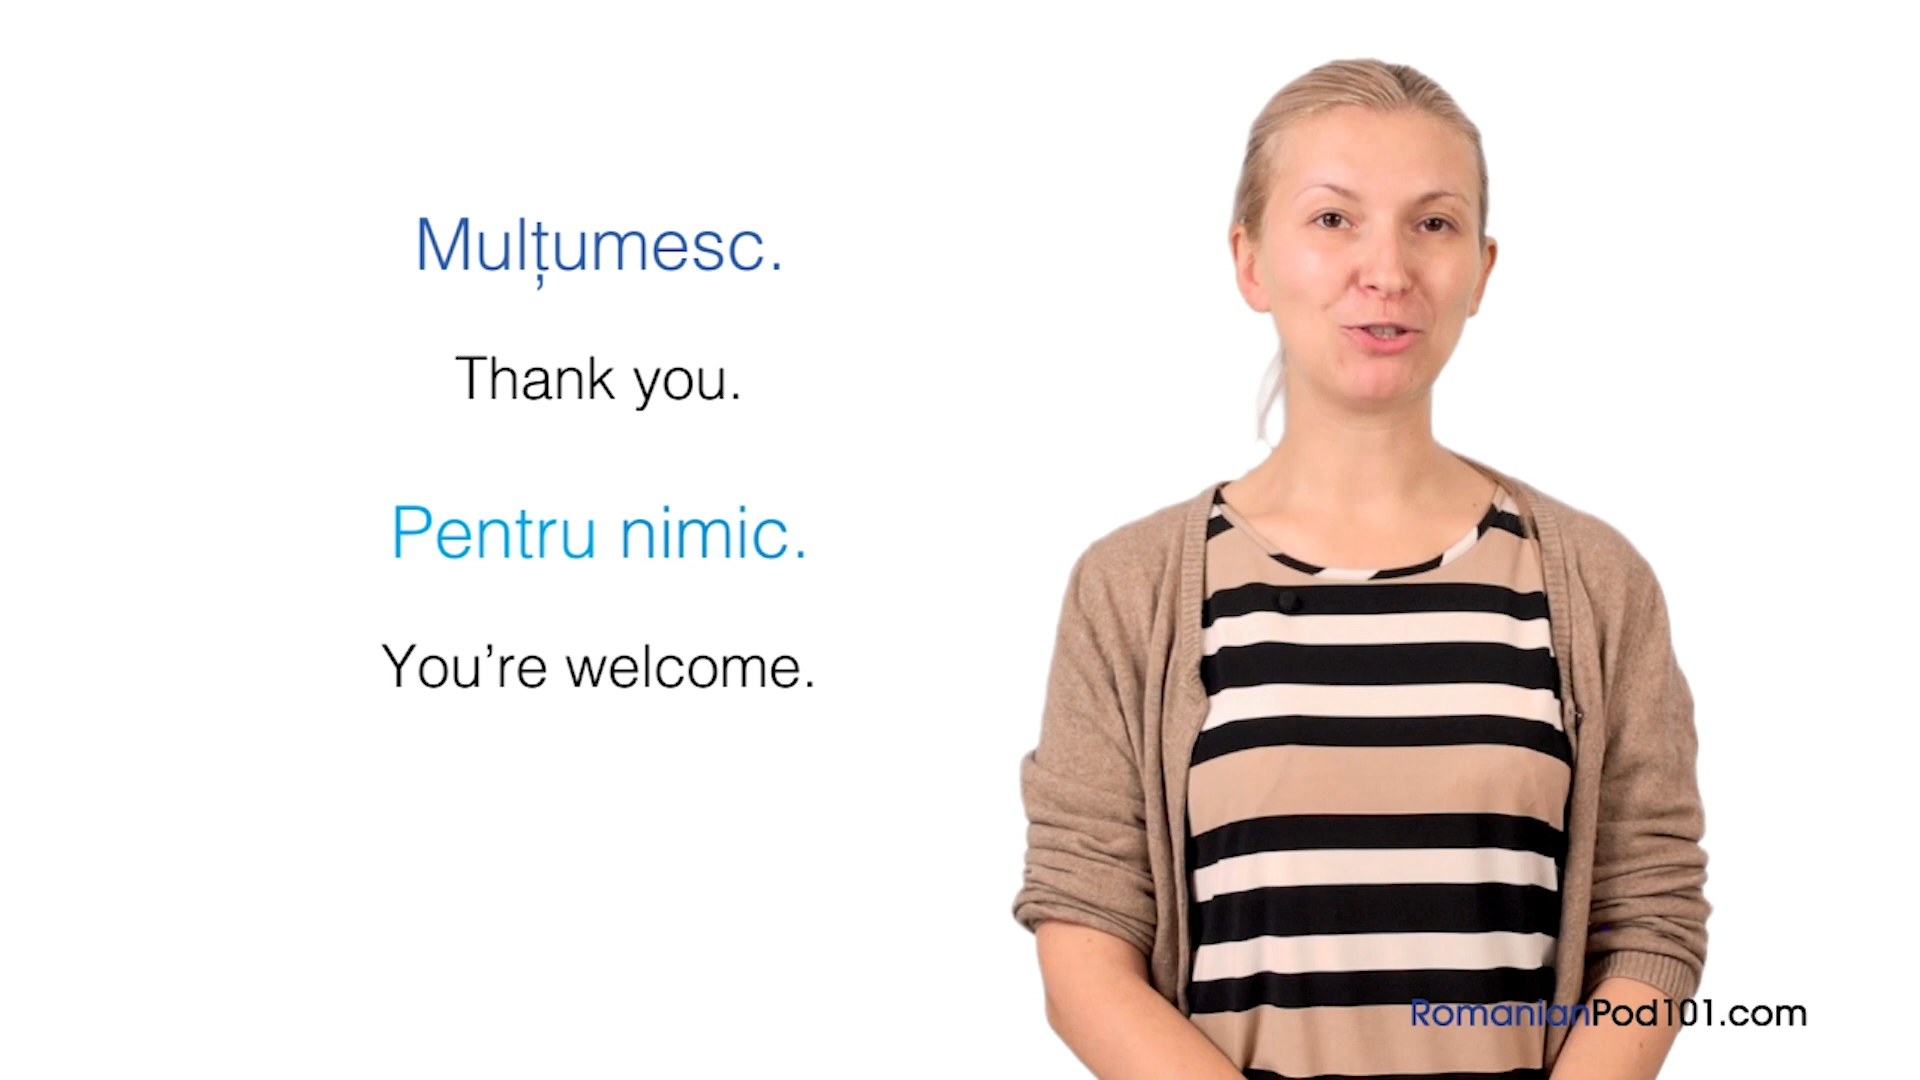 Mulțumesc.
Thank you.
Pentru nimic.
You’re welcome.
RomanianPod101.com